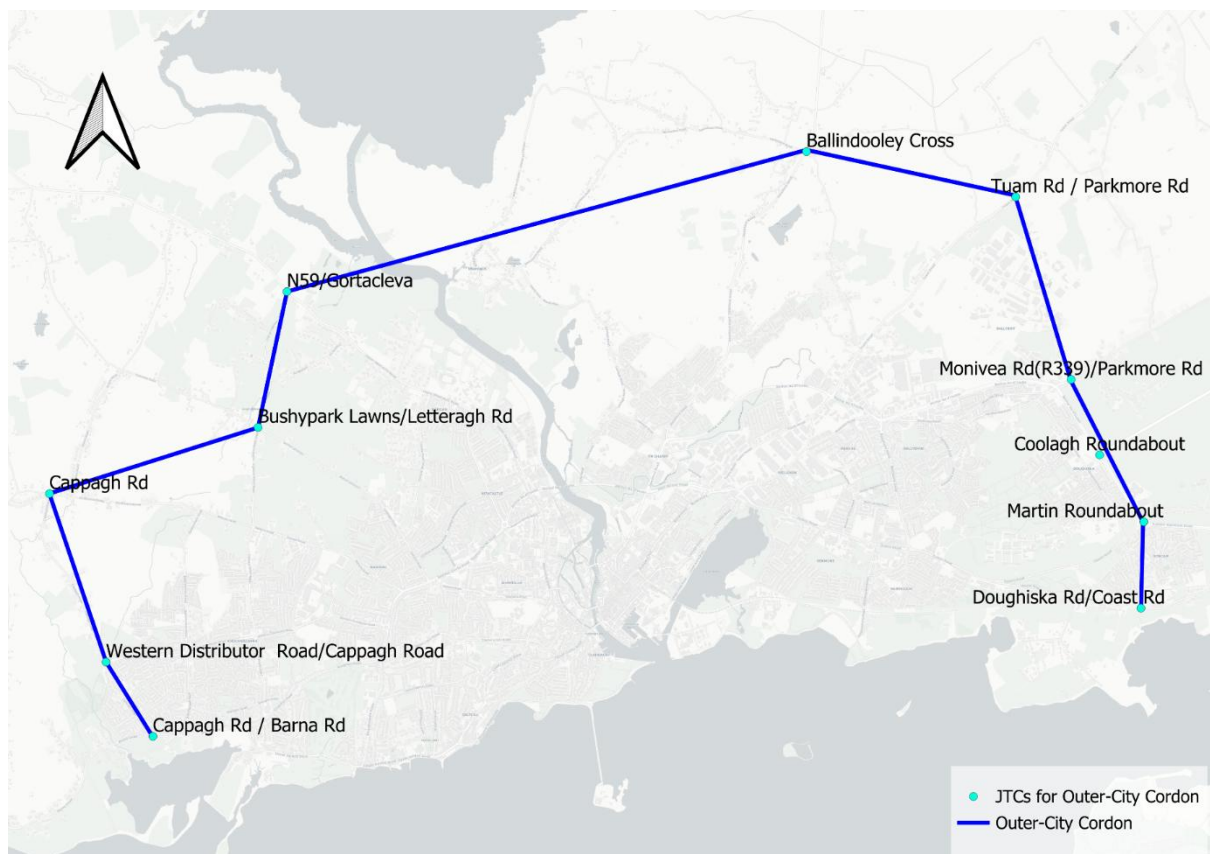 Ballindooley Cross
Tuam Rd / Parkmore Rd
N59/Gortacleva
Monivea Rd(R339)/Parkmore Rd
Bushypark Lawns/Letteragh Rd
Coolagh Roundabout
Cappagh Rd
Martin Roundabout
Doughiska Rd/Coast Rd
Western Distributor  Road/Cappagh Road
Cappagh Rd / Barna Rd
JTCs for Outer-City Cordon
Outer-City Cordon